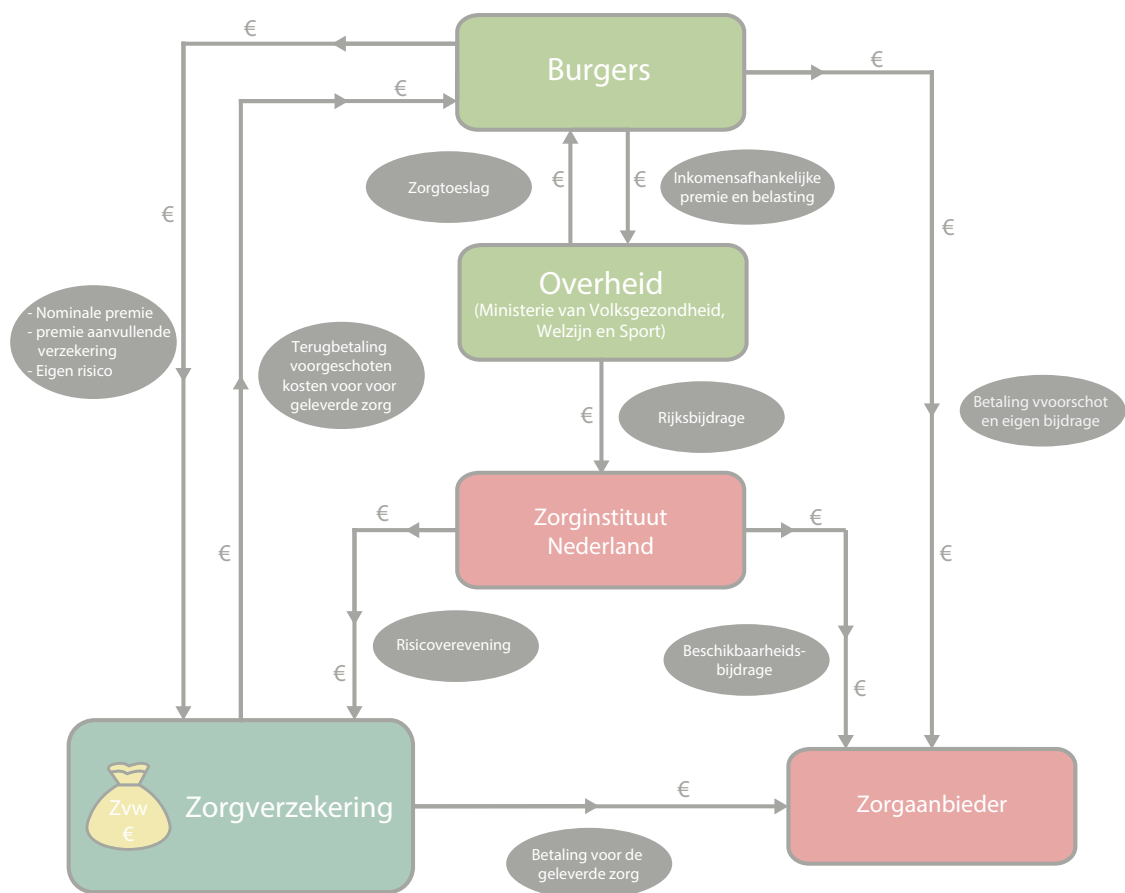 €
€
Burgers
€
€
€
Zorgtoeslag
€
€
Inkomensafhankelijke
premie en belasting
€
Overheid
(Ministerie van Volksgezondheid,
Welzijn en Sport)
- Nominale premie
- premie aanvullende
verzekering
- Eigen risico
Terugbetaling
voorgeschoten
kosten voor voor
geleverde zorg
€
Rijksbijdrage
Betaling vvoorschot
en eigen bijdrage
€
€
Zorginstituut
Nederland
€
€
€
Risicoverevening
Beschikbaarheids-
bijdrage
€
€
Zvw
€
Zorgverzekering
€
Zorgaanbieder
Betaling voor de
geleverde zorg